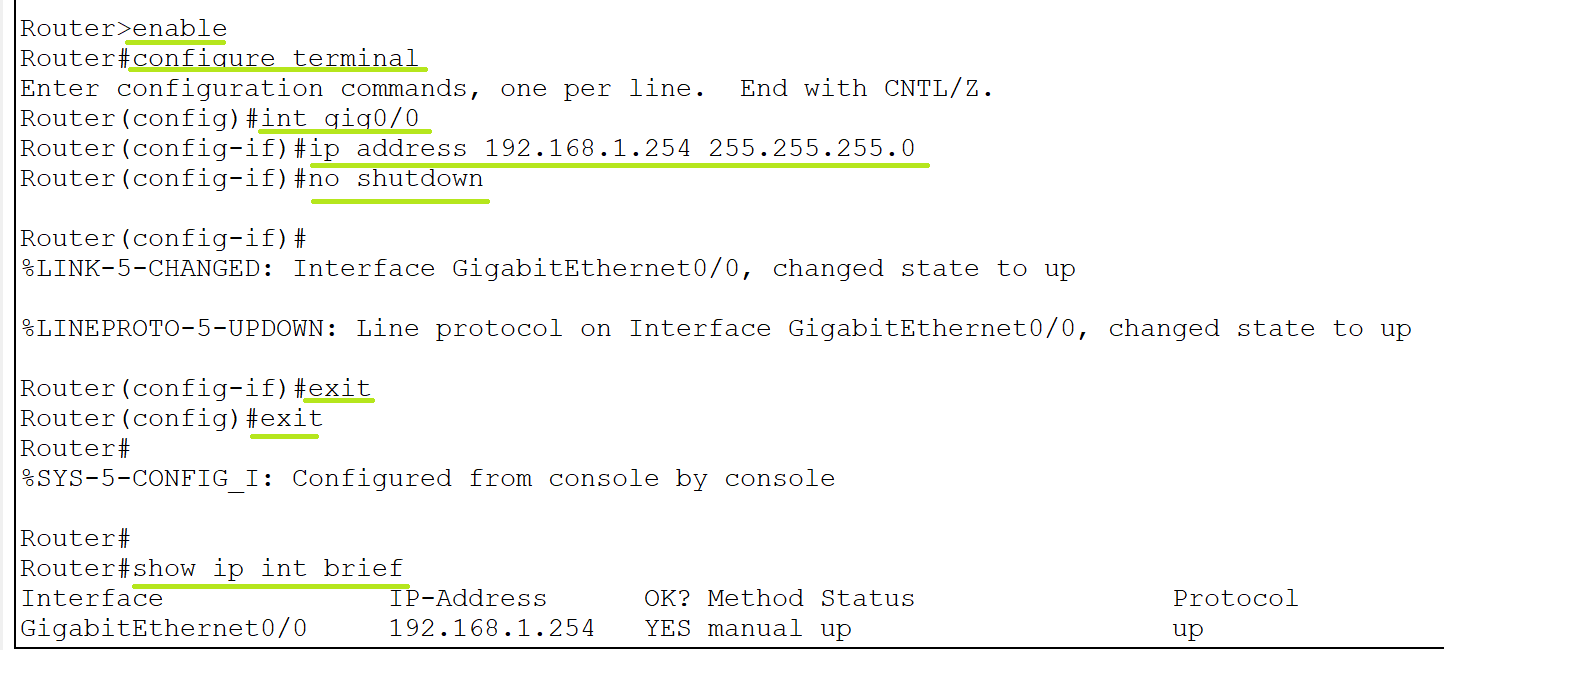 Router>enable
Router#configure terminal
Enter configuration commands, one per line.  End with CNTL/Z.
Router(config)#int gig0/0
Router(config-if)#ip address 192.168.1.254 255.255.255.0
Router(config-if)#no shutdown
Router(config-if)#
%LINK-5-CHANGED: Interface GigabitEthernet0/0, changed state to up
%LINEPROTO-5-UPDOWN: Line protocol on Interface GigabitEthernet0/0, changed state to up
Router(config-if)#exit
Router(config)#exit
Router#
%SYS-5-CONFIG_I: Configured from console by console
Router#
Router#show ip int brief
Interface              IP-Address      OK? Method Status                Protocol
GigabitEthernet0/0     192.168.1.254   YES manual up                    up